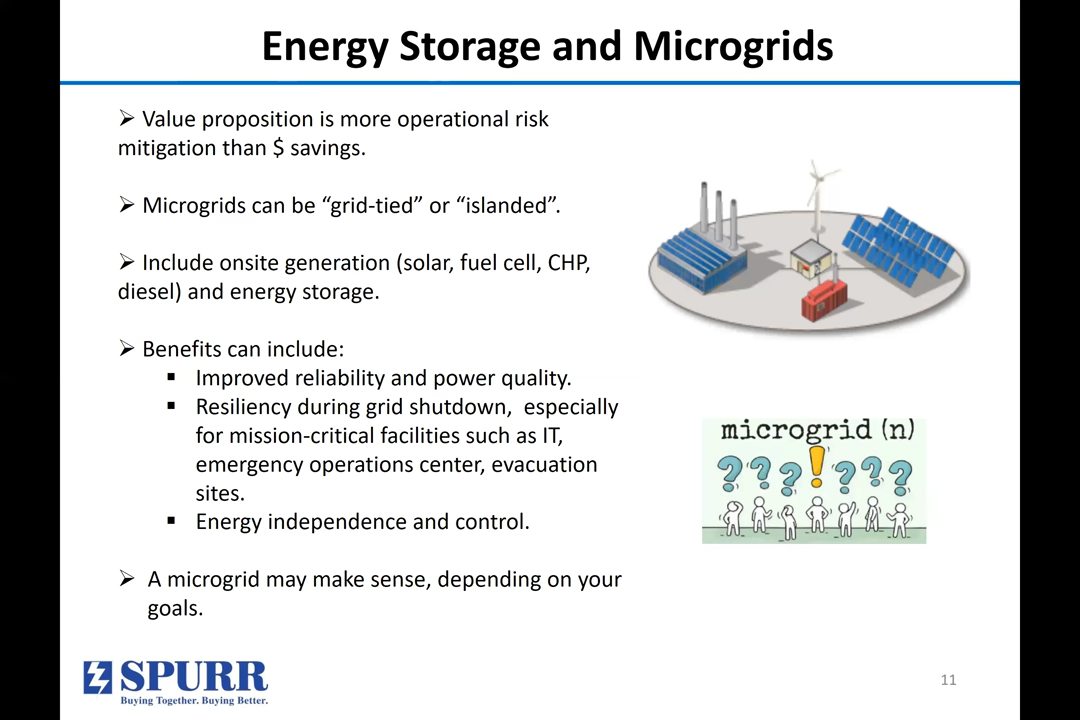 Energy Storage and Microgrids
➢ Value proposition is more operational risk
mitigation than $ savings.
➢ Microgrids can be “grid-tied” or “islanded”.
➢ Include onsite generation (solar, fuel cell, CHP,
diesel) and energy storage.
➢ Benefits can include:
▪ Improved reliability and power quality.
▪ Resiliency during grid shutdown, especially
for mission-critical facilities such as IT,
emergency operations center, evacuation
sites.
▪ Energy independence and control.
➢ A microgrid may make sense, depending on your
goals.
microgrid (n)
? ? ? ! ? ? ?
SPURR
Buying Together. Buying Better.
11